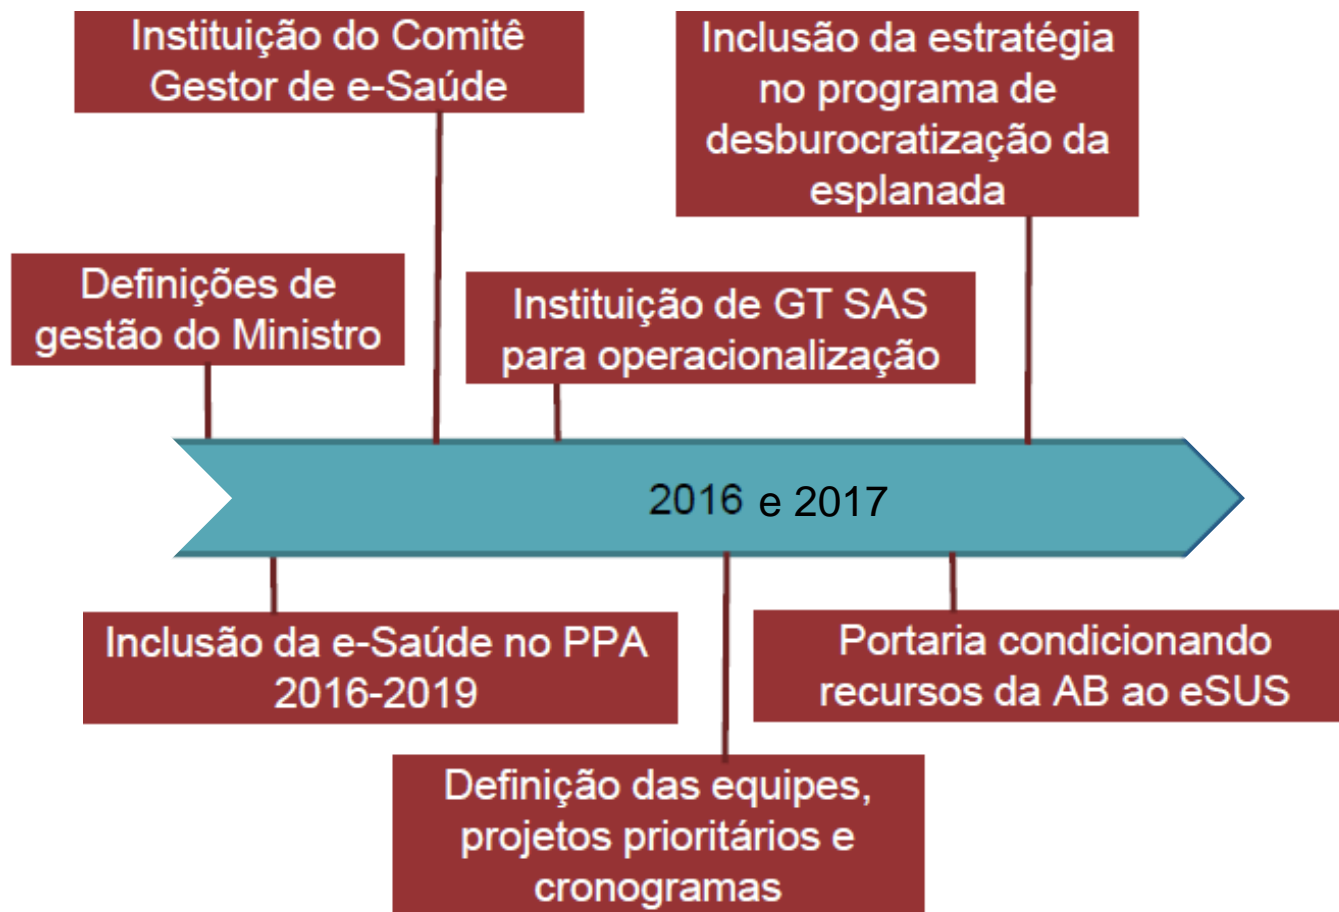 Instituição do Comitê
Gestor de e-Saúde
Inclusão da estratégia
no programa de
desburocratização da
esplanada
Definições de
gestão do Ministro
Instituição de GT SAS
para operacionalização
2016 e 2017
Inclusão da e-Saúde no PPA
2016-2019
Portaria condicionando
recursos da AB ao eSUS
Definição das equipes,
projetos prioritários e
cronogramas